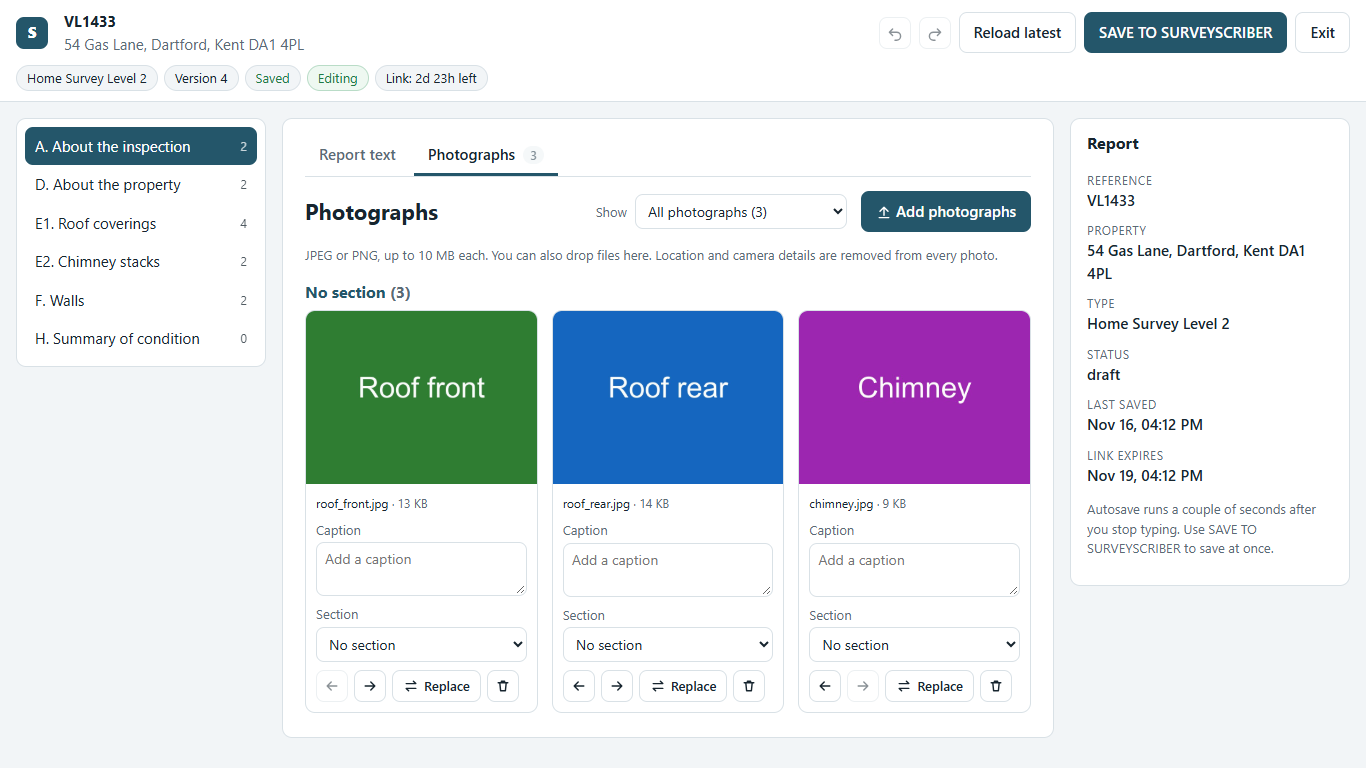 S
VL1433
54 Gas Lane, Dartford, Kent DA1 4PL
Reload latest
SAVE TO SURVEYSCRIBER
Exit
Home Survey Level 2
Version 4
Saved
Editing
Link: 2d 23h left
A. About the inspection 2
D. About the property 2
E1. Roof coverings 4
E2. Chimney stacks 2
F. Walls 2
H. Summary of condition 0
Report text
Photographs 3
Photographs
Show
All photographs (3)
Add photographs
JPEG or PNG, up to 10 MB each. You can also drop files here. Location and camera details are removed from every photo.
No section (3)
Roof front
roof_front.jpg · 13 KB
Caption
Add a caption
Section
No section
Replace
Roof rear
roof_rear.jpg · 14 KB
Caption
Add a caption
Section
No section
Replace
Chimney
chimney.jpg · 9 KB
Caption
Add a caption
Section
No section
Replace
Report
REFERENCE
VL1433
PROPERTY
54 Gas Lane, Dartford, Kent DA1
4PL
TYPE
Home Survey Level 2
STATUS
draft
LAST SAVED
Nov 16, 04:12 PM
LINK EXPIRES
Nov 19, 04:12 PM
Autosave runs a couple of seconds after
you stop typing. Use SAVE TO
SURVEYSCRIBER to save at once.